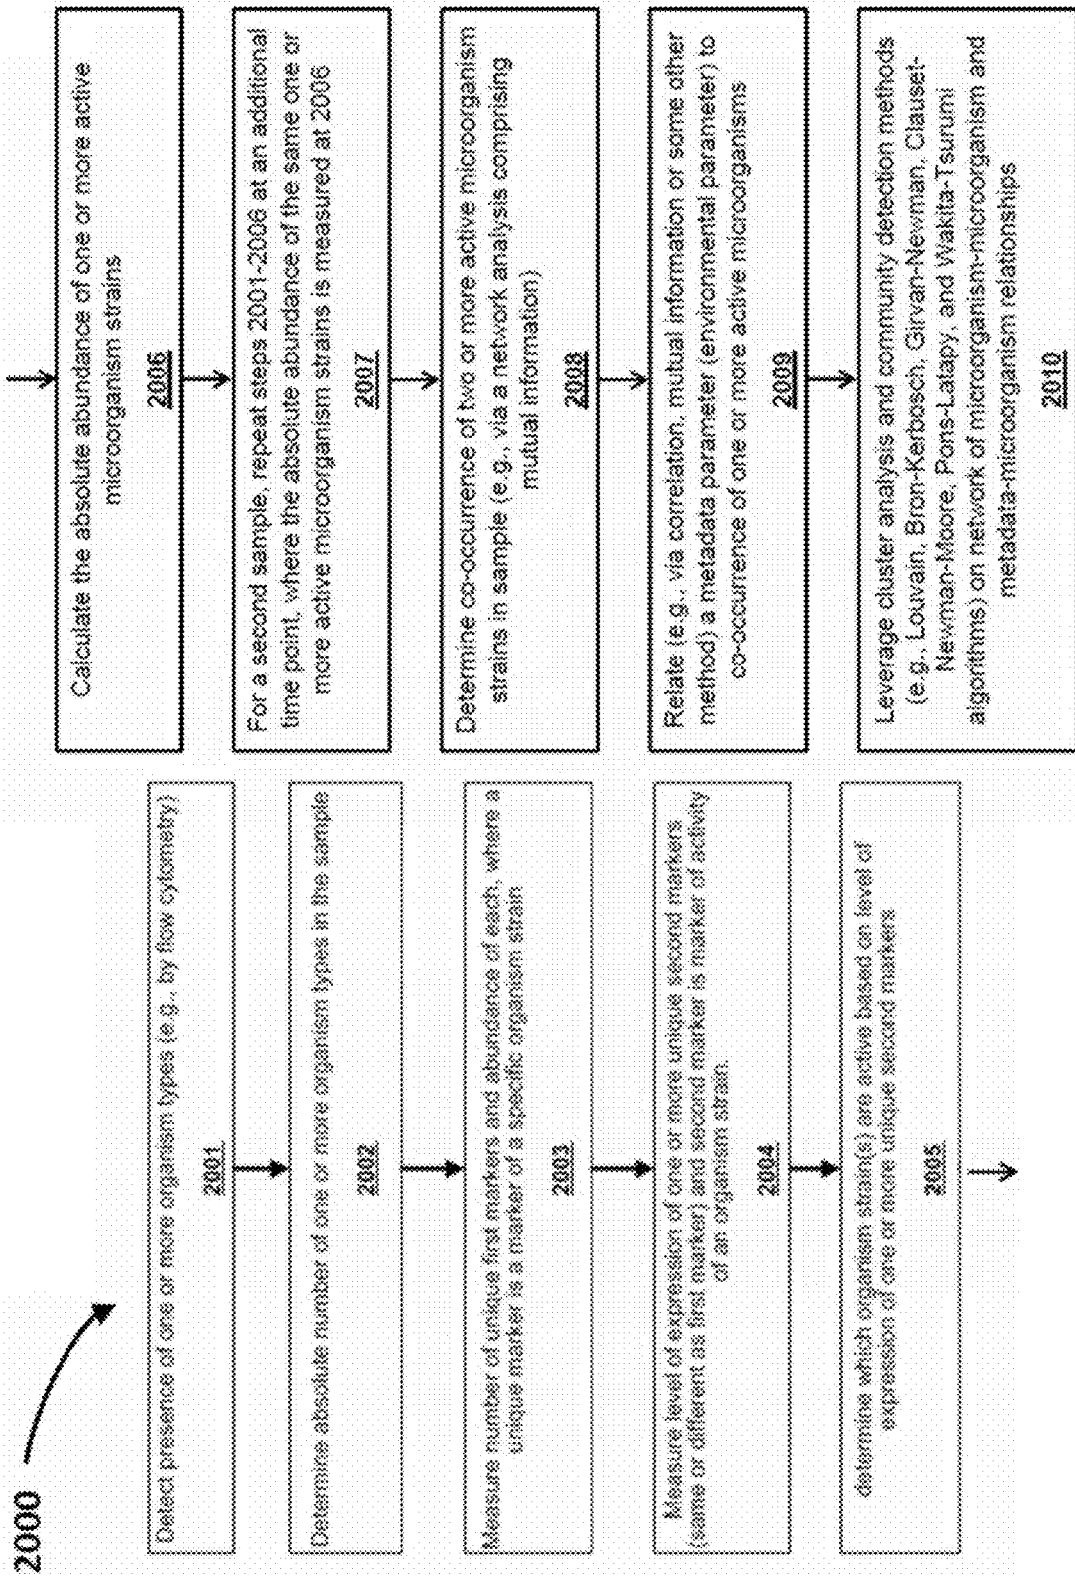 2000
Detect presence of one or more organism types (e.g., by flow cytometry)
2001
Determine absolute number of one or more organism types in the sample
2002
Measure number of unique first markers and abundance of each, where a
unique marker is a marker of a specific organism strain
2003
Measure level of expression of one or more unique second markers
(same or different as first marker) and second marker is marker of activity
of an organism strain.
2004
determine which organism strain(s) are active based on level of
expression of one or more unique second markers
2005
Calculate the absolute abundance of one or more active
microorganism strains
2006
For a second sample, repeat steps 2001-2006 at an additional
time point, where the absolute abundance of the same one or
more active microorganism strains is measured at 2006
2007
Determine co-occurrence of two or more active microorganism
strains in sample (e.g., via a network analysis comprising
mutual information)
2008
Relate (e.g., via correlation, mutual information or some other
method) a metadata parameter (environmental parameter) to
co-occurrence of one or more active microorganisms
2009
Leverage cluster analysis and community detection methods
(e.g., Louvain, Bron-Kerbosch, Girvan-Newman, Clauset-
Newman-Moore, Pons-Latapy, and Wakita-Tsurumi
algorithms) on network of microorganism-microorganism and
metadata-microorganism relationships
2010